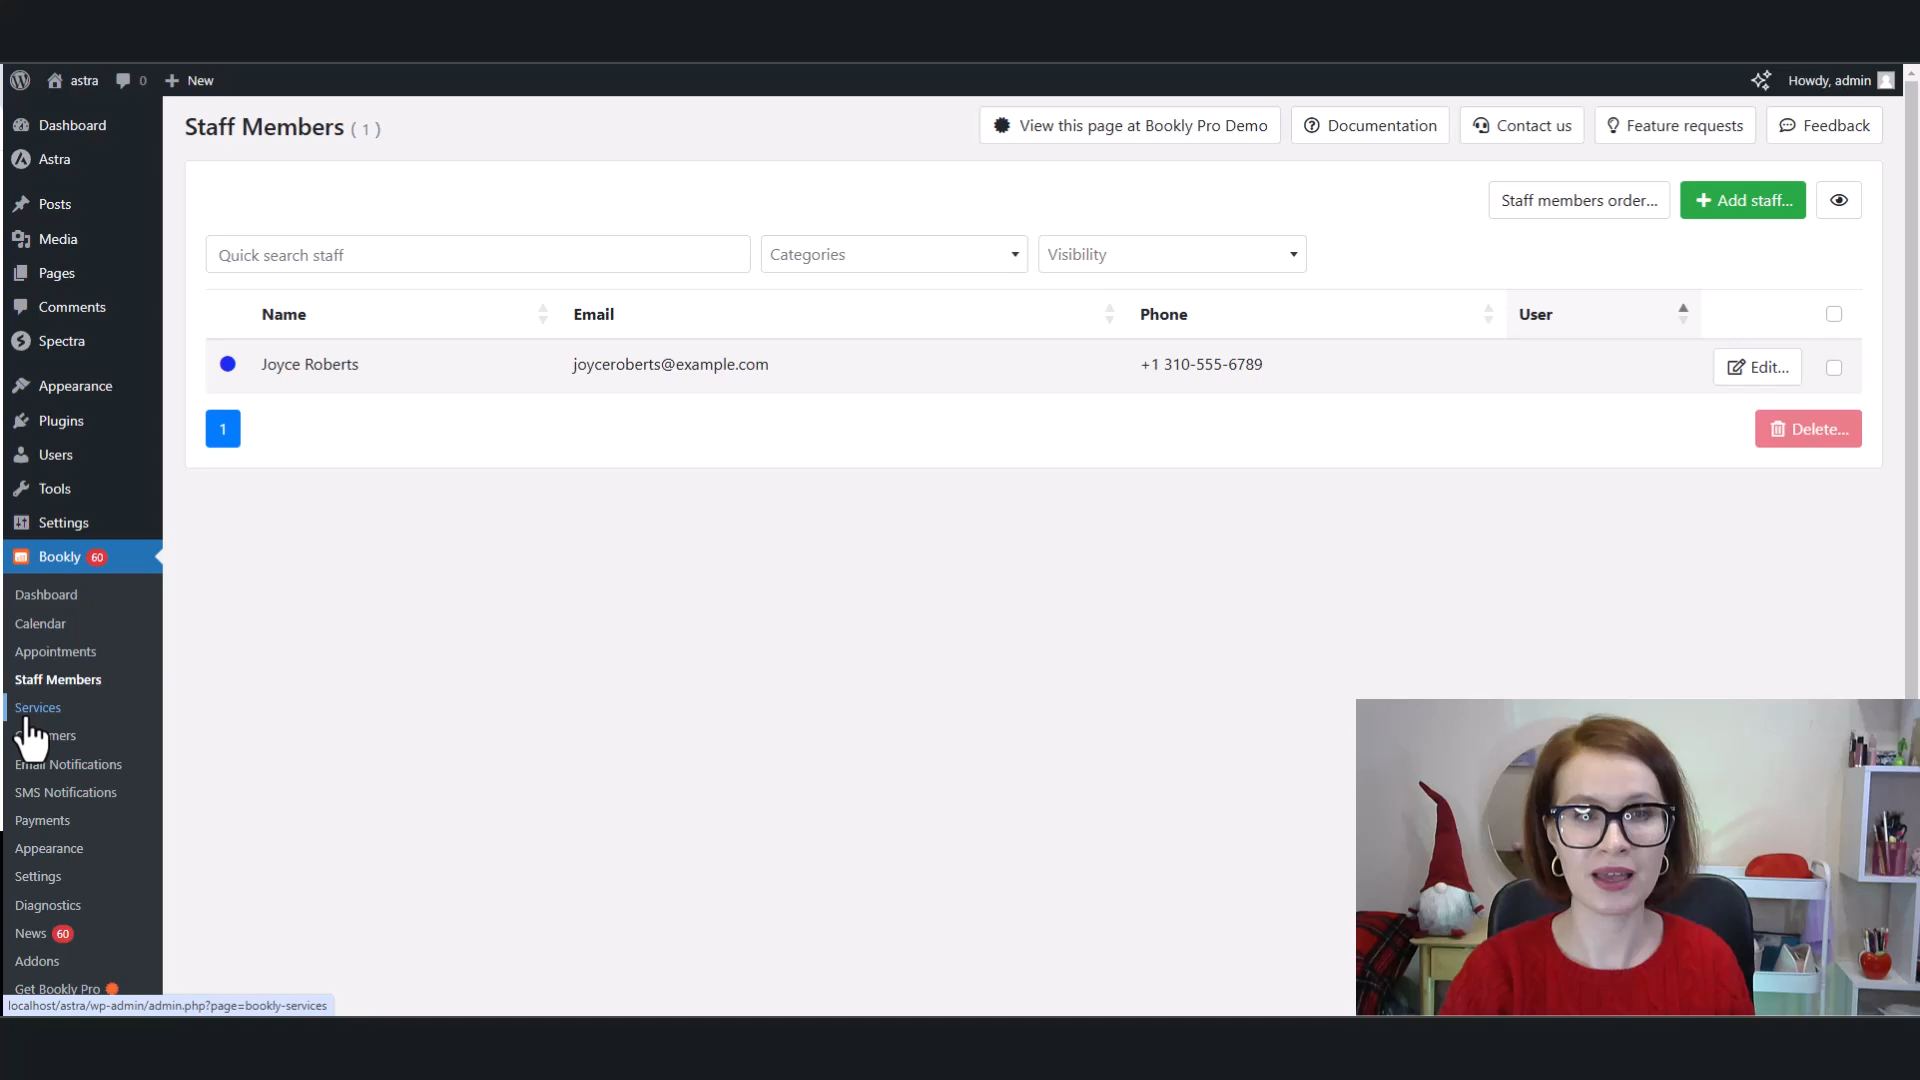 astra 0 New Howdy, admin
Dashboard
Astra
Posts
Media
Pages
Comments
Spectra
Appearance
Plugins
Users
Tools
Settings
Bookly 60
Dashboard
Calendar
Appointments
Staff Members
Services
mers
Email Notifications
SMS Notifications
Payments
Appearance
Settings
Diagnostics
News 60
Addons
Get Bookly Pro
localhost/astra/wp-admin/admin.php?page=bookly-services
Staff Members ( 1 )
View this page at Bookly Pro Demo Documentation Contact us Feature requests Feedback
Staff members order... Add staff...
Quick search staff Categories Visibility
Name Email Phone User
Joyce Roberts joyceroberts@example.com +1 310-555-6789 Edit...
1 Delete...